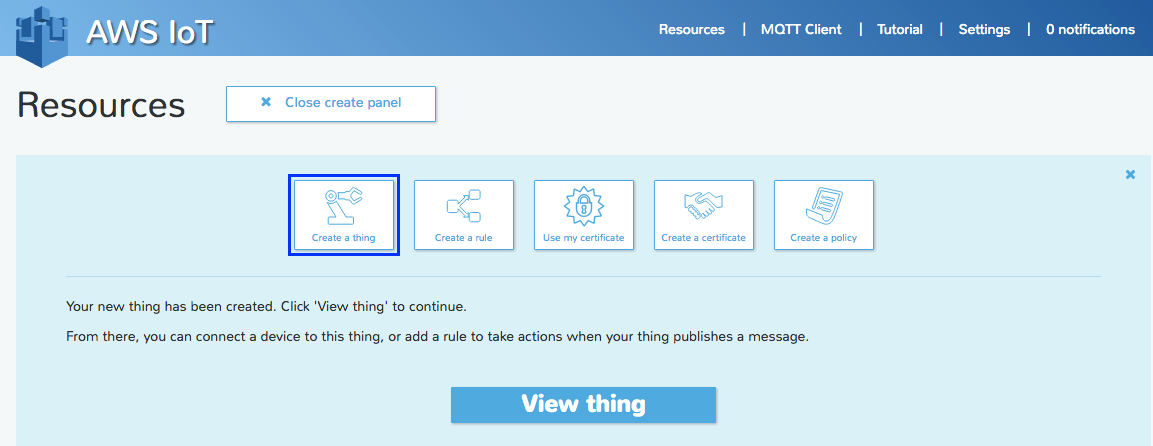 AWS IoT
Resources | MQTT Client | Tutorial | Settings | 0 notifications
Resources
✖ Close create panel
Create a thing
Create a rule
Use my certificate
Create a certificate
Create a policy
Your new thing has been created. Click 'View thing' to continue.
From there, you can connect a device to this thing, or add a rule to take actions when your thing publishes a message.
View thing